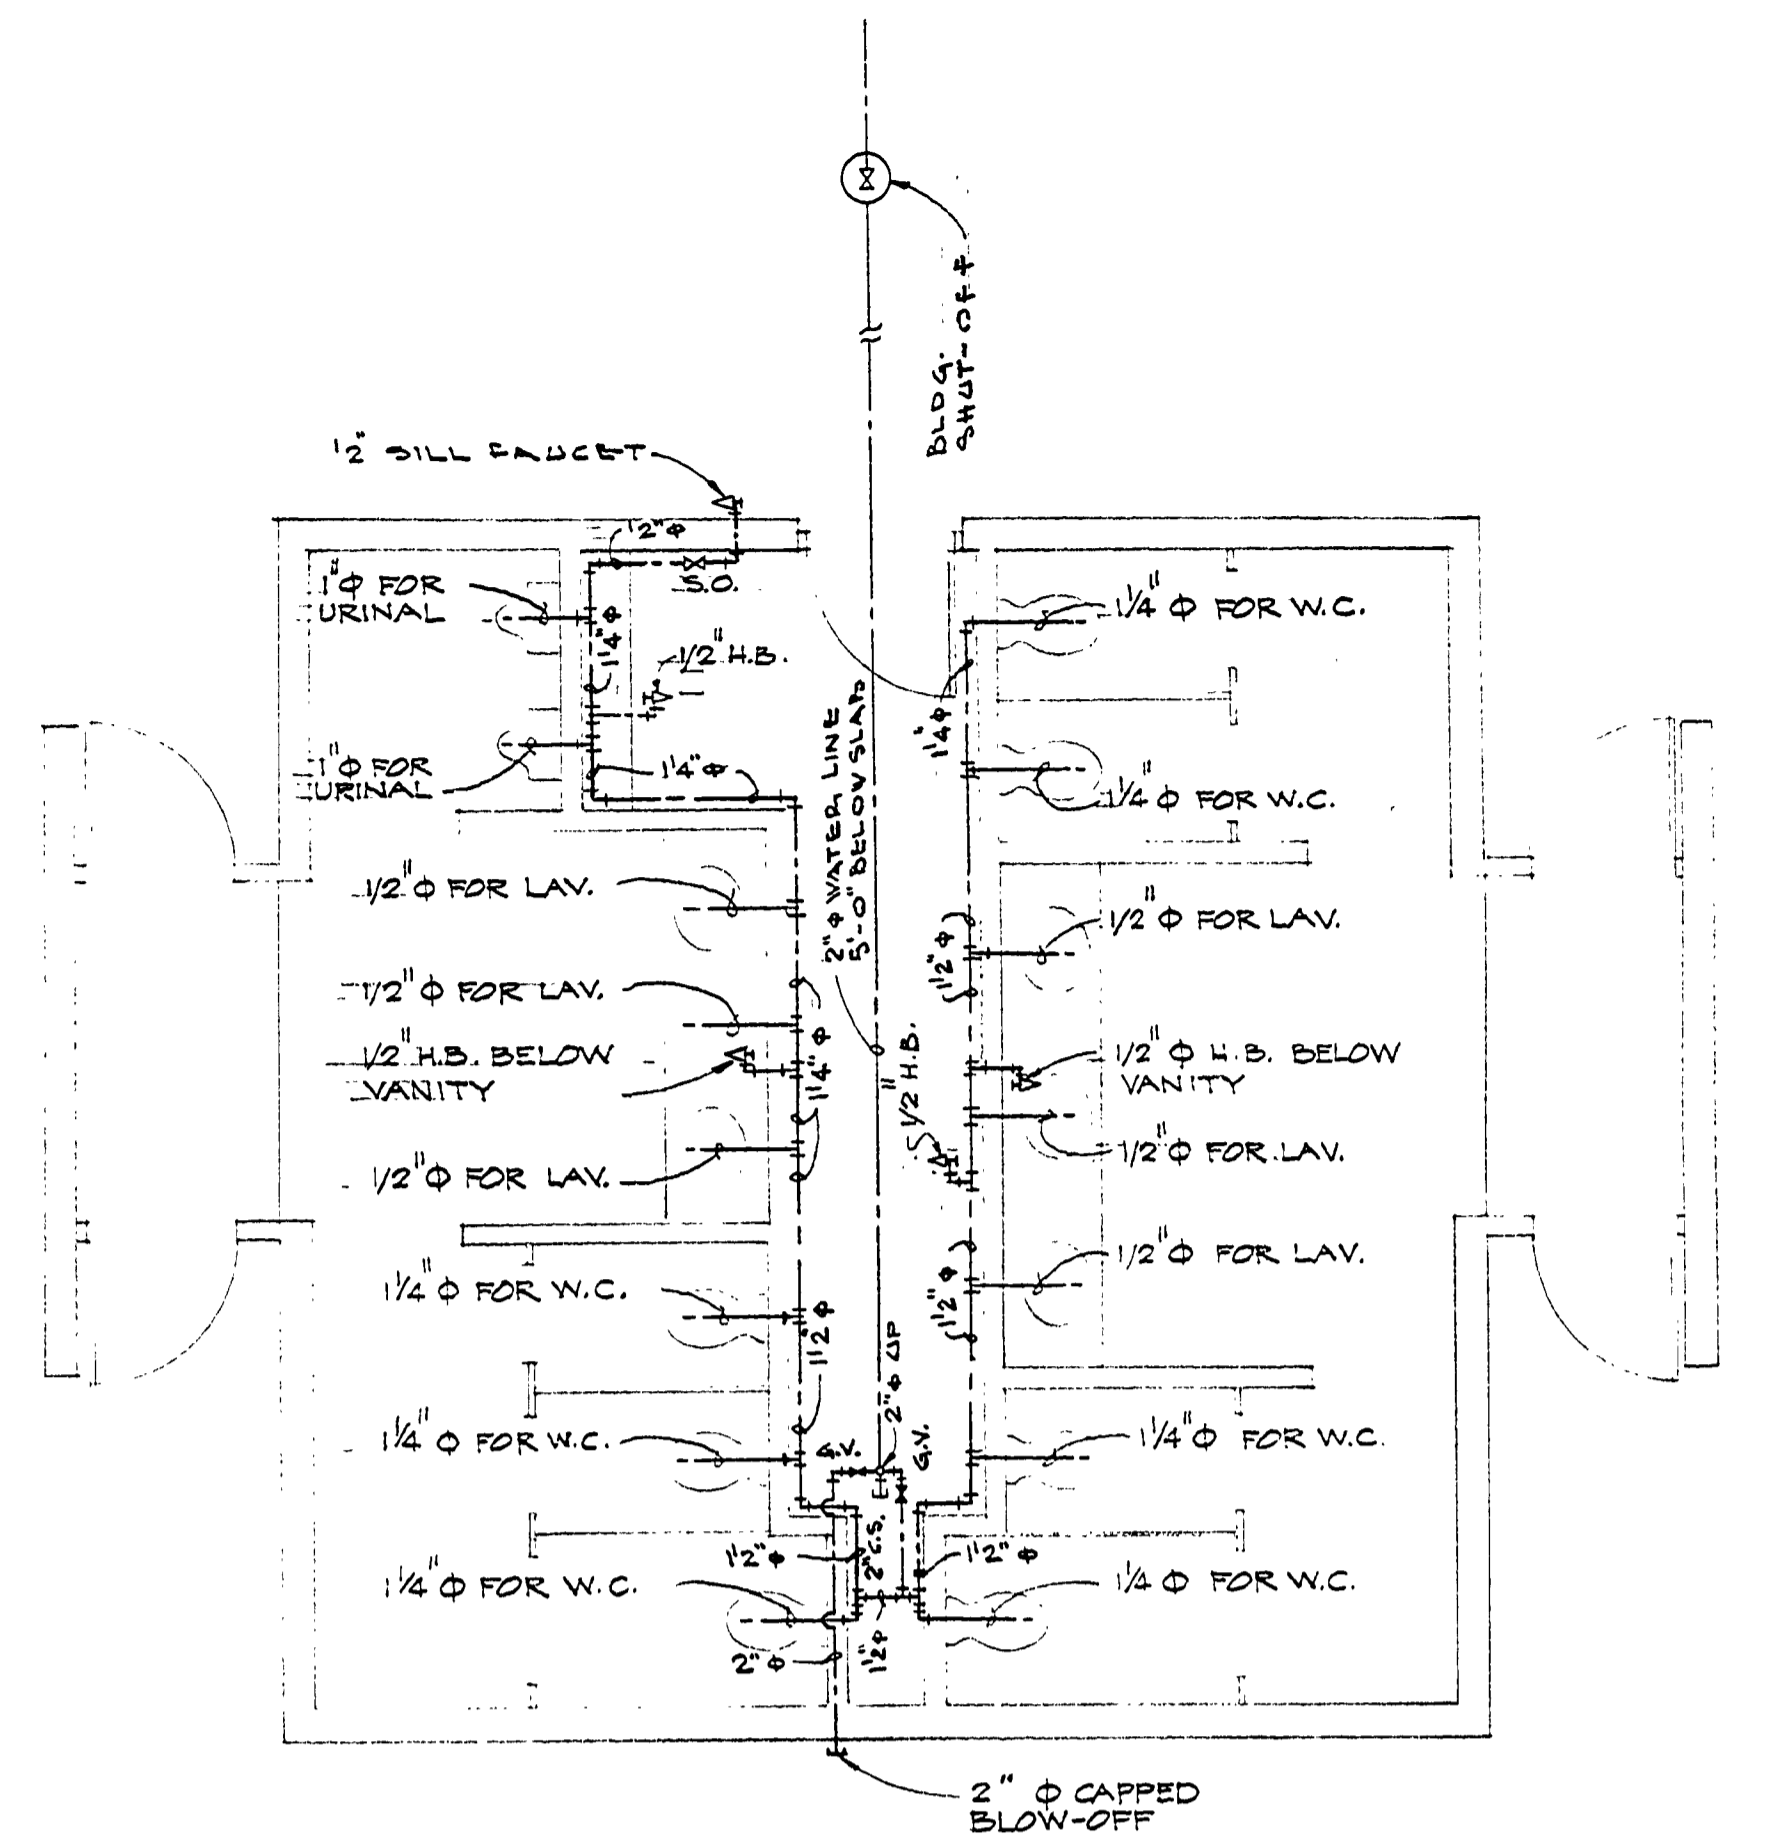 BLDG.
SHUT-OFF
1/2" SILL FAUCET
1/2"φ
S.O.
1"φ FOR
URINAL
1 1/4"φ
1/2" H.B.
1"φ FOR
URINAL
1 1/4"φ
1 1/4"φ FOR W.C.
1 1/4"φ
1 1/4"φ FOR W.C.
2"φ WATER LINE
5'-0" BELOW SLAB
1/2"φ FOR LAV.
1/2"φ FOR LAV.
1/2" H.B. BELOW
VANITY
1 1/4"φ
1/2"φ FOR LAV.
1/2"φ FOR LAV.
1 1/2"φ
1/2" H.B.
1/2"φ H.B. BELOW
VANITY
1/2"φ FOR LAV.
1/2"φ FOR LAV.
1 1/2"φ
1 1/4"φ FOR W.C.
1 1/2"φ
2"φ UP
1 1/4"φ FOR W.C.
G.V.
G.V.
1 1/4"φ FOR W.C.
1 1/2"φ
1 1/2"φ
1 1/4"φ FOR W.C.
1 1/4"φ FOR W.C.
2"φ
1 1/2"φ
2"φ CAPPED
BLOW-OFF